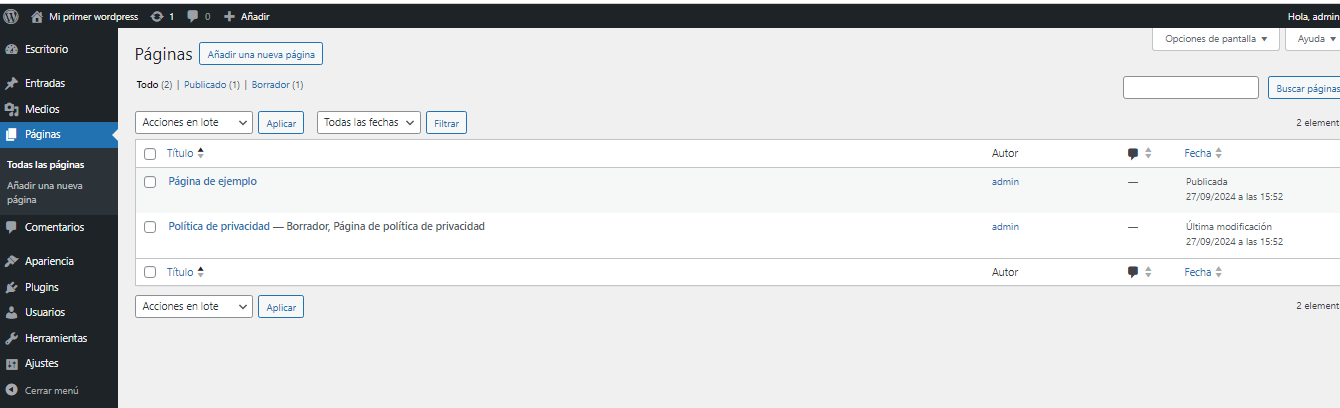 Mi primer wordpress 1 0 Añadir Hola, admin
Escritorio
Entradas
Medios
Páginas
Todas las páginas
Añadir una nueva
página
Comentarios
Apariencia
Plugins
Usuarios
Herramientas
Ajustes
Cerrar menú
Opciones de pantalla Ayuda
Páginas Añadir una nueva página
Todo (2) | Publicado (1) | Borrador (1)
Buscar páginas
Acciones en lote Aplicar Todas las fechas Filtrar 2 element
Título Autor Fecha
Página de ejemplo admin — Publicada
27/09/2024 a las 15:52
Política de privacidad — Borrador, Página de política de privacidad admin — Última modificación
27/09/2024 a las 15:52
Título Autor Fecha
Acciones en lote Aplicar 2 element